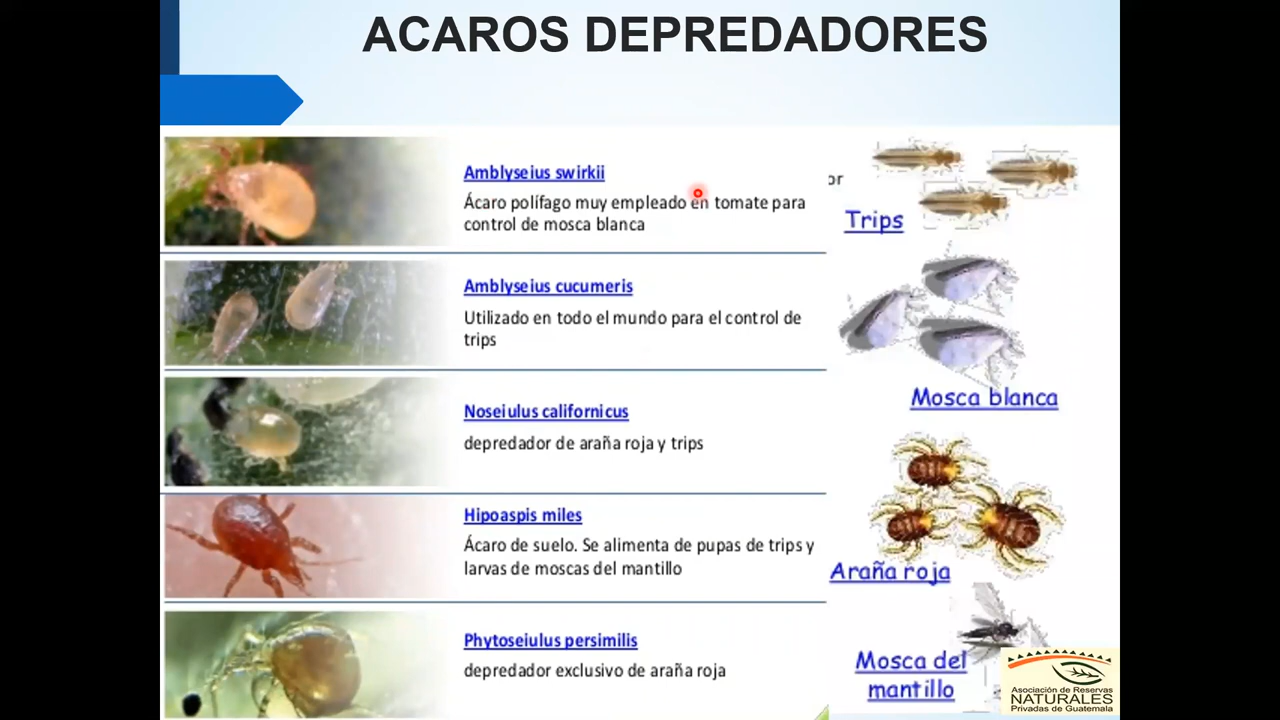 ACAROS DEPREDADORES
Amblyseius swirkii
Ácaro polífago muy empleado en tomate para
control de mosca blanca
Amblyseius cucumeris
Utilizado en todo el mundo para el control de
trips
Noseiulus californicus
depredador de araña roja y trips
Hipoaspis miles
Ácaro de suelo. Se alimenta de pupas de trips y
larvas de moscas del mantillo
Phytoseiulus persimilis
depredador exclusivo de araña roja
or
Trips
Mosca blanca
Araña roja
Mosca del
mantillo
Asociación de Reservas
NATURALES
Privadas de Guatemala